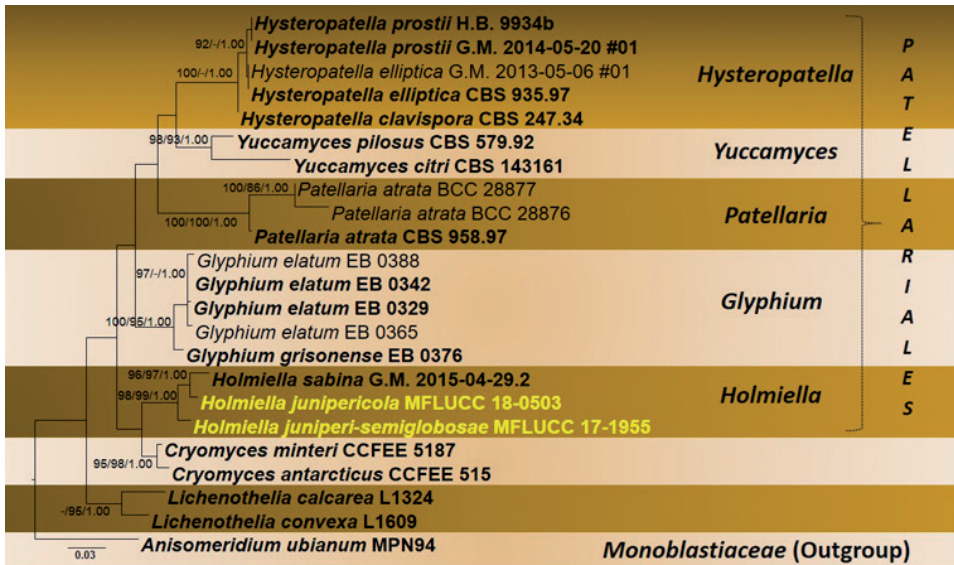 Hysteropatella prostii H.B. 9934b
92/-/1.00
Hysteropatella prostii G.M. 2014-05-20 #01
100/-/1.00
Hysteropatella elliptica G.M. 2013-05-06 #01
Hysteropatella
Hysteropatella elliptica CBS 935.97
Hysteropatella clavispora CBS 247.34
98/93/1.00
Yuccamyces pilosus CBS 579.92
Yuccamyces
Yuccamyces citri CBS 143161
100/86/1.00
Patellaria atrata BCC 28877
Patellaria atrata BCC 28876
Patellaria
100/100/1.00
Patellaria atrata CBS 958.97
Glyphium elatum EB 0388
97/-/1.00
Glyphium elatum EB 0342
Glyphium
Glyphium elatum EB 0329
100/95/1.00
Glyphium elatum EB 0365
Glyphium grisonense EB 0376
96/97/1.00
Holmiella sabina G.M. 2015-04-29.2
98/99/1.00
Holmiella
Holmiella junipericola MFLUCC 18-0503
Holmiella juniperi-semiglobosae MFLUCC 17-1955
Cryomyces minteri CCFEE 5187
95/98/1.00
Cryomyces antarcticus CCFEE 515
Lichenothelia calcarea L1324
-/95/1.00
Lichenothelia convexa L1609
Anisomeridium ubianum MPN94
Monoblastiaceae (Outgroup)
0.03
P
A
T
E
L
L
A
R
I
A
L
E
S